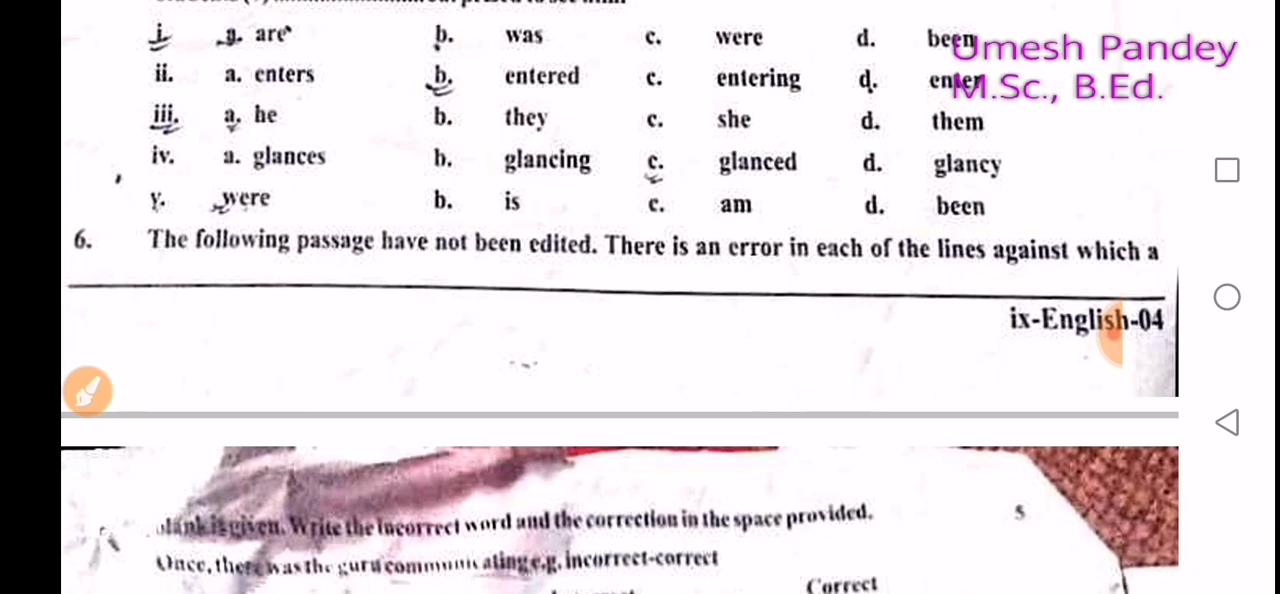 i. a. are b. was c. were d. been
Umesh Pandey
ii. a. enters b. entered c. entering d. enter
M.Sc., B.Ed.
iii. a. he b. they c. she d. them
iv. a. glances b. glancing c. glanced d. glancy
v. were b. is c. am d. been
6. The following passage have not been edited. There is an error in each of the lines against which a
ix-English-04
is given. Write the incorrect word and the correction in the space provided. 5
Once, there was the guru e.g. incorrect-correct
Correct